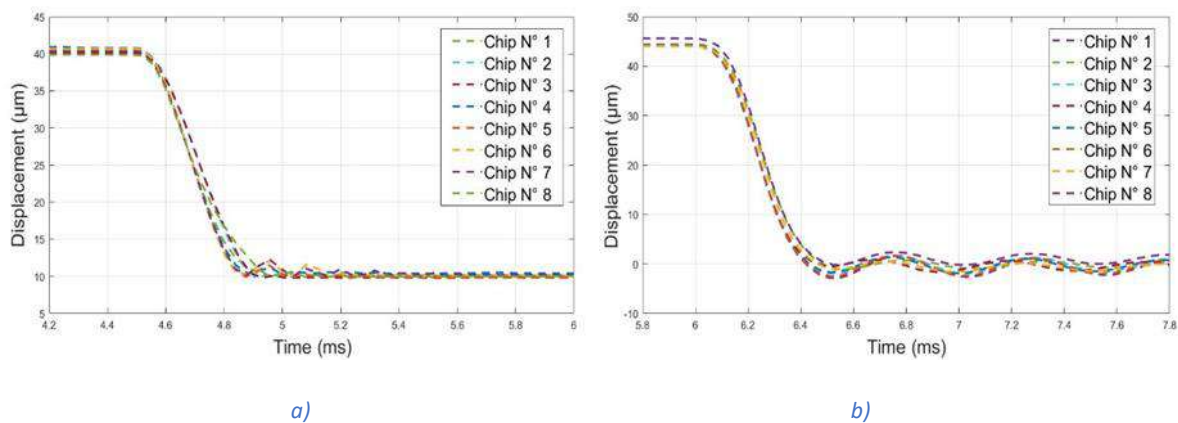 45
40
35
30
25
20
15
10
5
Displacement (µm)
4.2 4.4 4.6 4.8 5 5.2 5.4 5.6 5.8 6
Time (ms)
Chip N° 1
Chip N° 2
Chip N° 3
Chip N° 4
Chip N° 5
Chip N° 6
Chip N° 7
Chip N° 8
a)
50
40
30
20
10
0
-10
Displacement (µm)
5.8 6 6.2 6.4 6.6 6.8 7 7.2 7.4 7.6 7.8
Time (ms)
Chip N° 1
Chip N° 2
Chip N° 3
Chip N° 4
Chip N° 5
Chip N° 6
Chip N° 7
Chip N° 8
b)